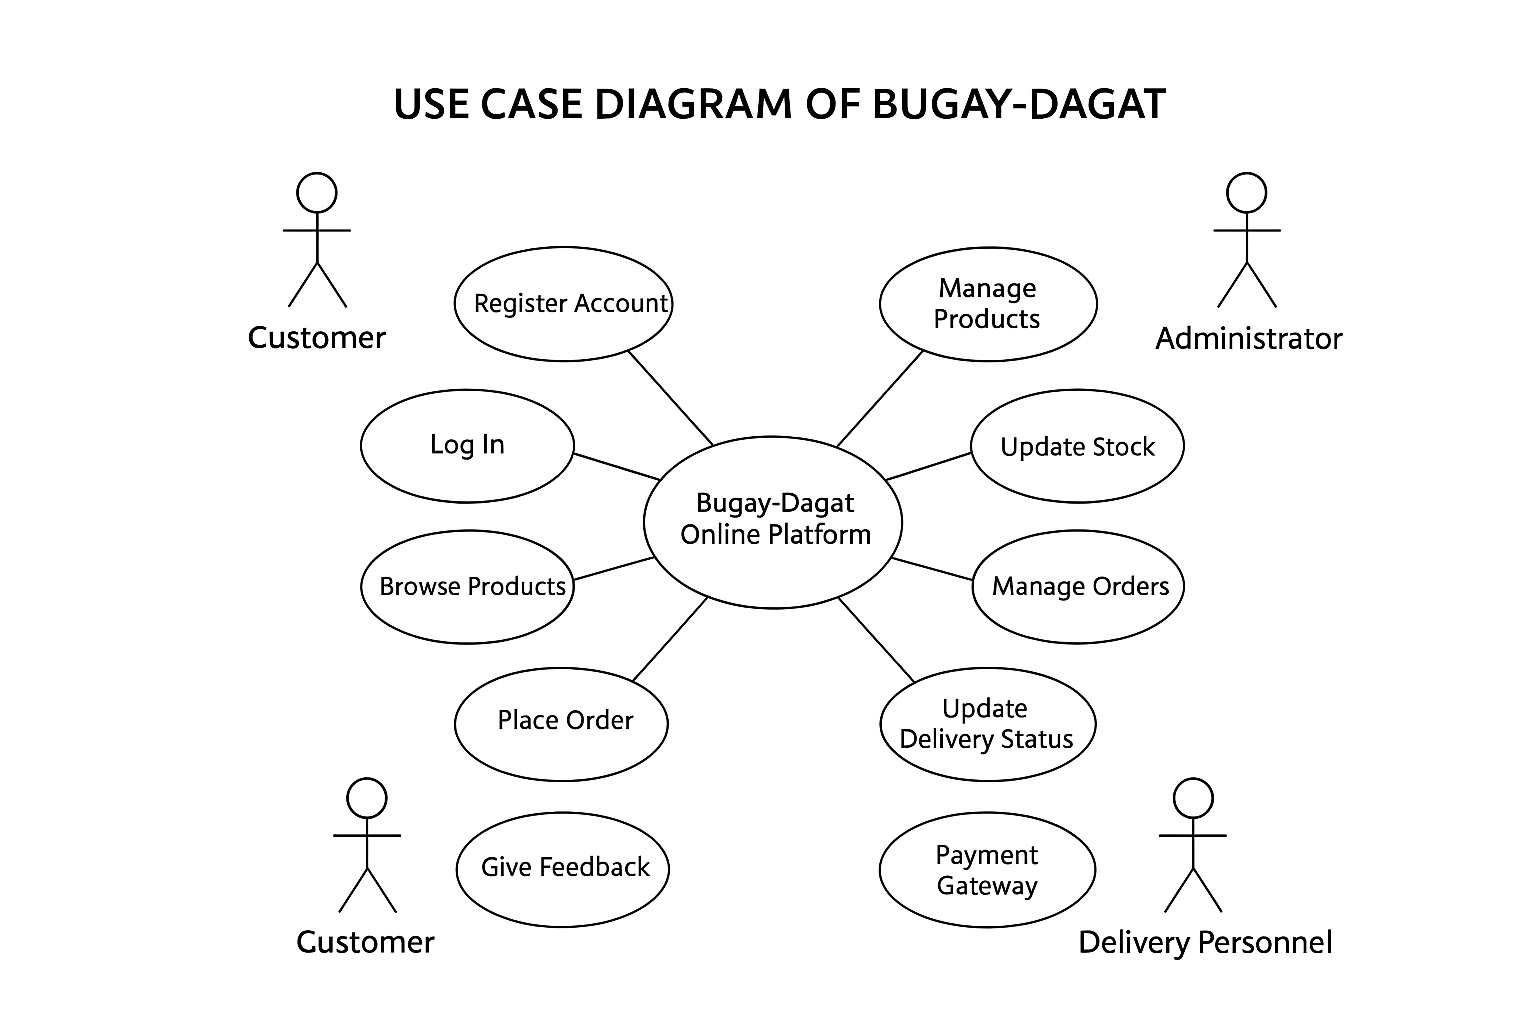 USE CASE DIAGRAM OF BUGAY-DAGAT
Customer
Administrator
Register Account
Manage
Products
Log In
Update Stock
Bugay-Dagat
Online Platform
Browse Products
Manage Orders
Place Order
Update
Delivery Status
Give Feedback
Payment
Gateway
Customer
Delivery Personnel